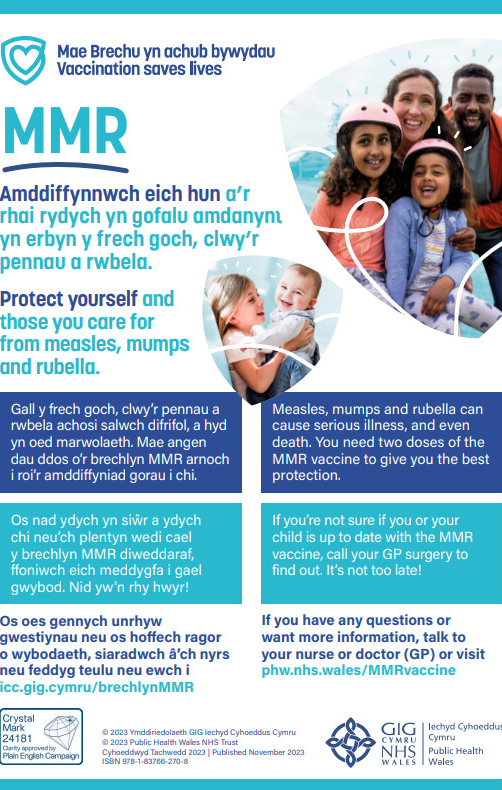 Mae Brechu yn achub bywydau
Vaccination saves lives
MMR
Amddiffynnwch eich hun a'r
rhai rydych yn gofalu amdanynt
yn erbyn y frech goch, clwy'r
pennau a rwbela.
Protect yourself and
those you care for
from measles, mumps
and rubella.
Gall y frech goch, clwy'r pennau a
rwbela achosi salwch difrifol, a hyd
yn oed marwolaeth. Mae angen
dau ddos o'r brechlyn MMR arnoch
i roi'r amddiffyniad gorau i chi.
Measles, mumps and rubella can
cause serious illness, and even
death. You need two doses of the
MMR vaccine to give you the best
protection.
Os nad ydych yn siŵr a ydych
chi neu'ch plentyn wedi cael
y brechlyn MMR diweddaraf,
ffoniwch eich meddygfa i gael
gwybod. Nid yw'n rhy hwyr!
If you're not sure if you or your
child is up to date with the MMR
vaccine, call your GP surgery to
find out. It's not too late!
Os oes gennych unrhyw
gwestiynau neu os hoffech ragor
o wybodaeth, siaradwch â'ch nyrs
neu feddyg teulu neu ewch i
icc.gig.cymru/brechlynMMR
If you have any questions or
want more information, talk to
your nurse or doctor (GP) or visit
phw.nhs.wales/MMRvaccine
Crystal
Mark
24181
Clarity approved by
Plain English Campaign
© 2023 Ymddiriedolaeth GIG Iechyd Cyhoeddus Cymru
© 2023 Public Health Wales NHS Trust
Cyhoeddwyd Tachwedd 2023 | Published November 2023
ISBN 978-1-83766-270-8
GIG
CYMRU
NHS
WALES
Iechyd Cyhoeddus
Cymru
Public Health
Wales